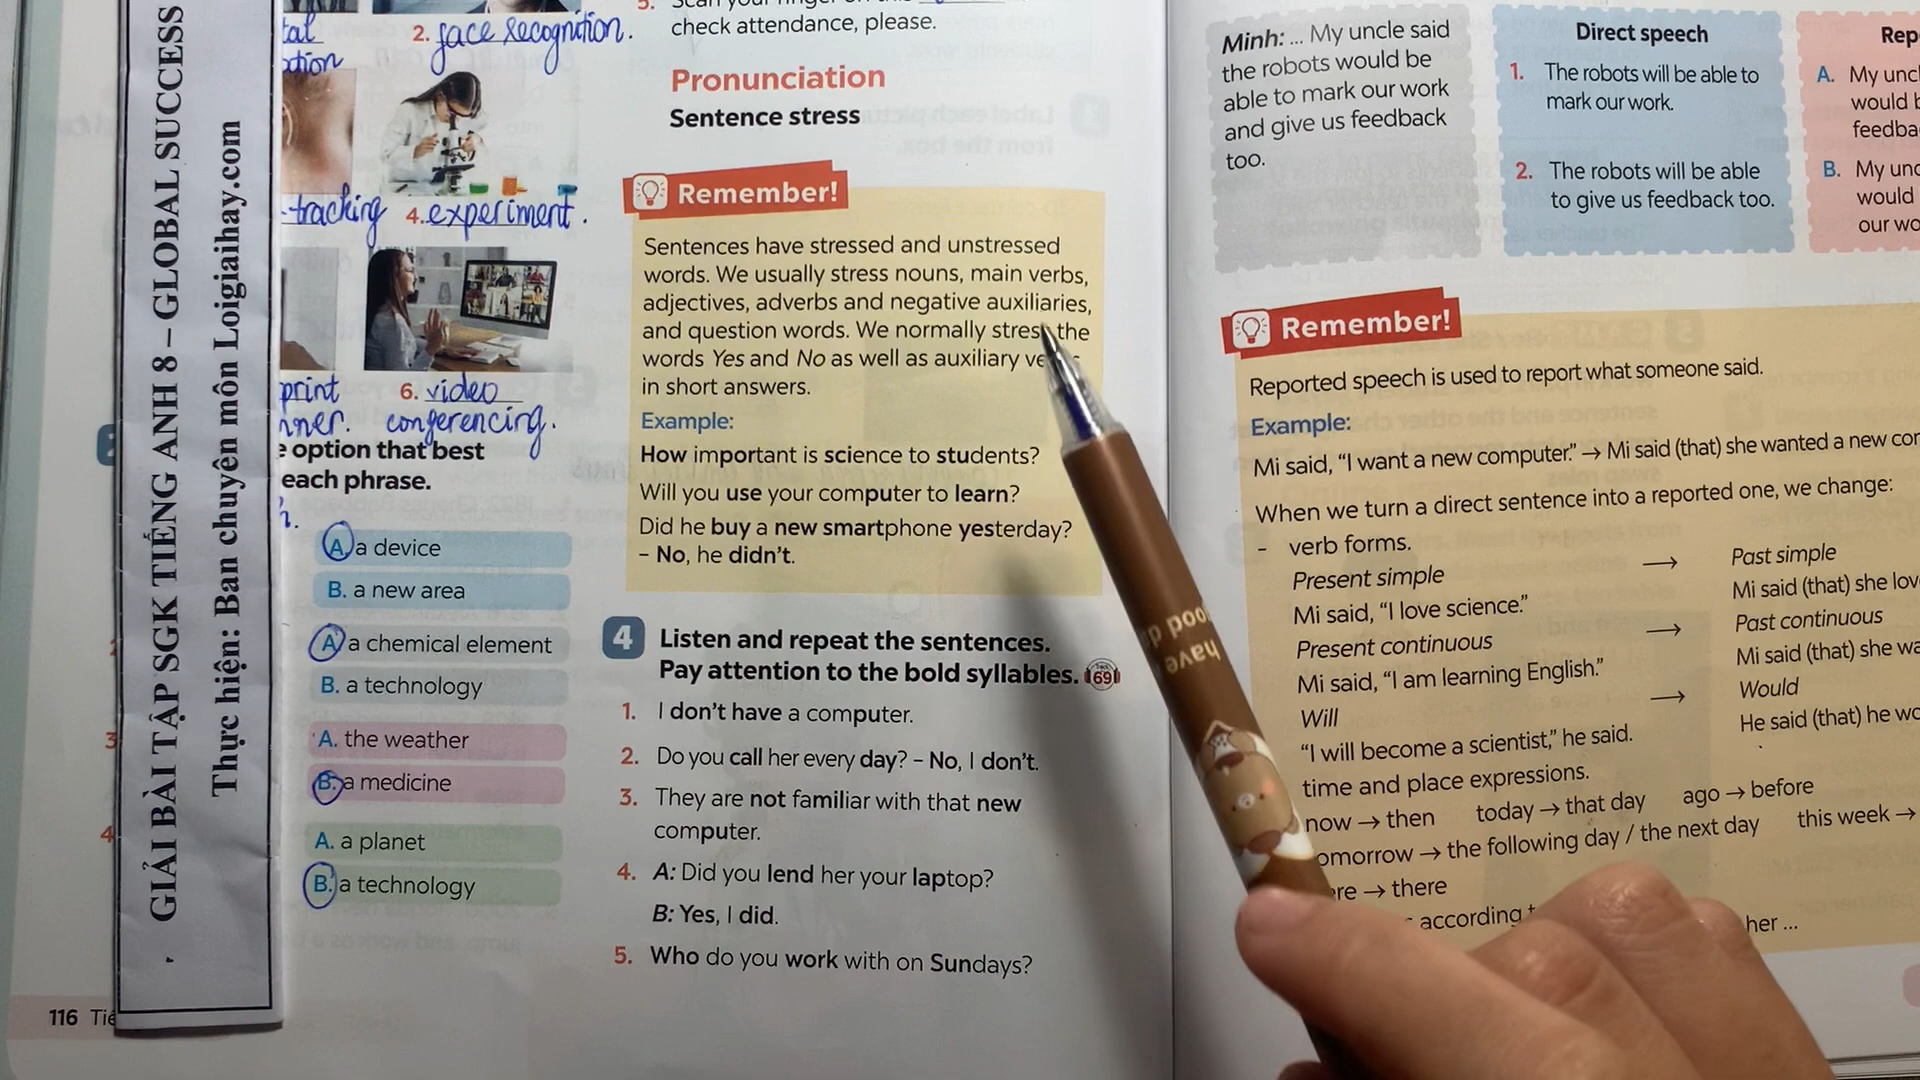 GIẢI BÀI TẬP SGK TIẾNG ANH 8 – GLOBAL SUCCESS
Thực hiện: Ban chuyên môn Loigiaihay.com
2. face recognition.
tracking 4. experiment.
print 6. video
conferencing.
option that best
each phrase.
A. a device
B. a new area
A. a chemical element
B. a technology
A. the weather
B. a medicine
A. a planet
B. a technology
116
check attendance, please.
Pronunciation
Sentence stress
Remember!
Sentences have stressed and unstressed
words. We usually stress nouns, main verbs,
adjectives, adverbs and negative auxiliaries,
and question words. We normally stress the
words Yes and No as well as auxiliary
in short answers.
Example:
How important is science to students?
Will you use your computer to learn?
Did he buy a new smartphone yesterday?
– No, he didn't.
4 Listen and repeat the sentences.
Pay attention to the bold syllables. 69
1. I don't have a computer.
2. Do you call her every day? – No, I don't.
3. They are not familiar with that new
computer.
4. A: Did you lend her your laptop?
B: Yes, I did.
5. Who do you work with on Sundays?
Minh: ... My uncle said
the robots would be
able to mark our work
and give us feedback
too.
Direct speech
1. The robots will be able to
mark our work.
2. The robots will be able
to give us feedback too.
Rep
A. My uncl
would b
feedba
B. My unc
would
our wo
Remember!
Reported speech is used to report what someone said.
Example:
Mi said, “I want a new computer.” → Mi said (that) she wanted a new com
When we turn a direct sentence into a reported one, we change:
- verb forms.
Present simple → Past simple
Mi said, “I love science.” Mi said (that) she lov
Present continuous → Past continuous
Mi said, “I am learning English.” Mi said (that) she wa
Will → Would
“I will become a scientist,” he said. He said (that) he wo
time and place expressions.
now → then today → that day ago → before
omorrow → the following day / the next day this week →
ere → there
according her ...
have